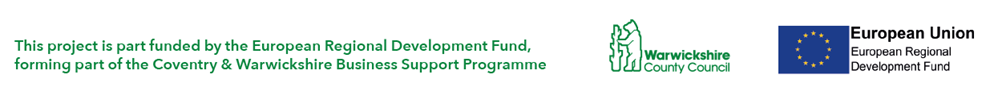 This project is part funded by the European Regional Development Fund,
forming part of the Coventry & Warwickshire Business Support Programme
Warwickshire
County Council
European Union
European Regional
Development Fund